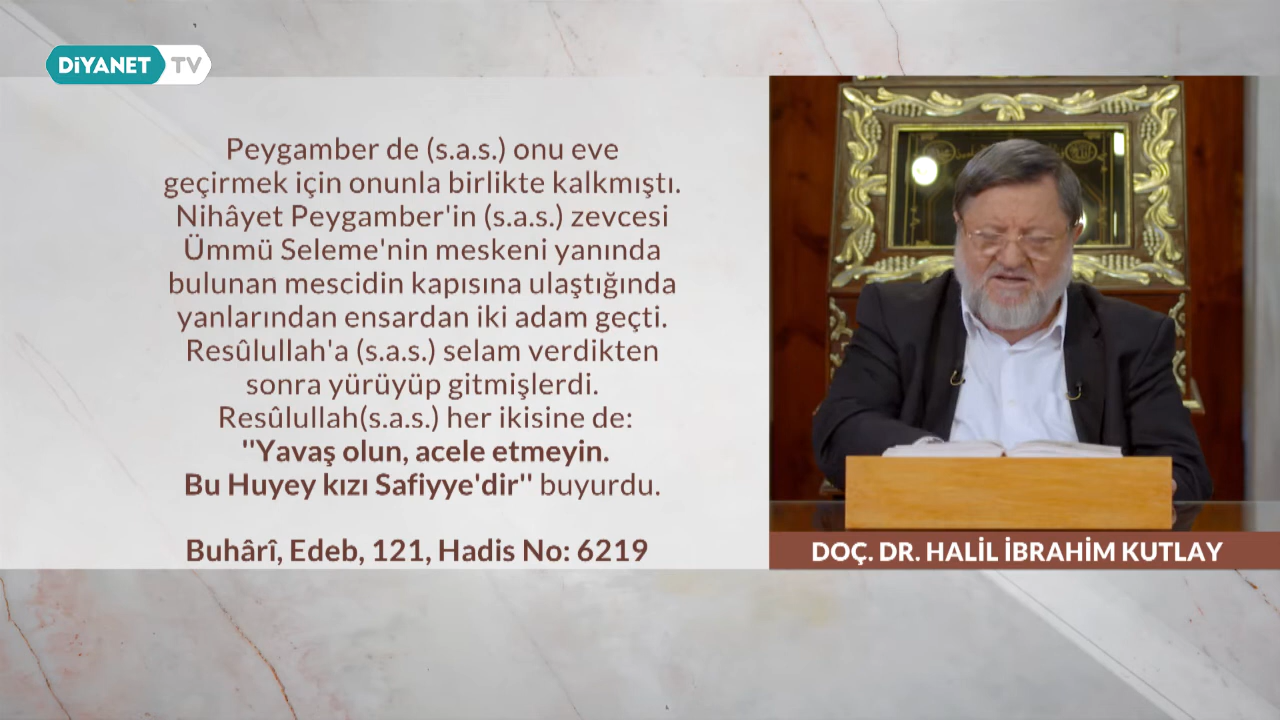 DİYANET TV
Peygamber de (s.a.s.) onu eve
geçirmek için onunla birlikte kalkmıştı.
Nihâyet Peygamber'in (s.a.s.) zevcesi
Ümmü Seleme'nin meskeni yanında
bulunan mescidin kapısına ulaştığında
yanlarından ensardan iki adam geçti.
Resûlullah'a (s.a.s.) selam verdikten
sonra yürüyüp gitmişlerdi.
Resûlullah(s.a.s.) her ikisine de:
''Yavaş olun, acele etmeyin.
Bu Huyey kızı Safiyye'dir'' buyurdu.
Buhârî, Edeb, 121, Hadis No: 6219
DOÇ. DR. HALİL İBRAHİM KUTLAY